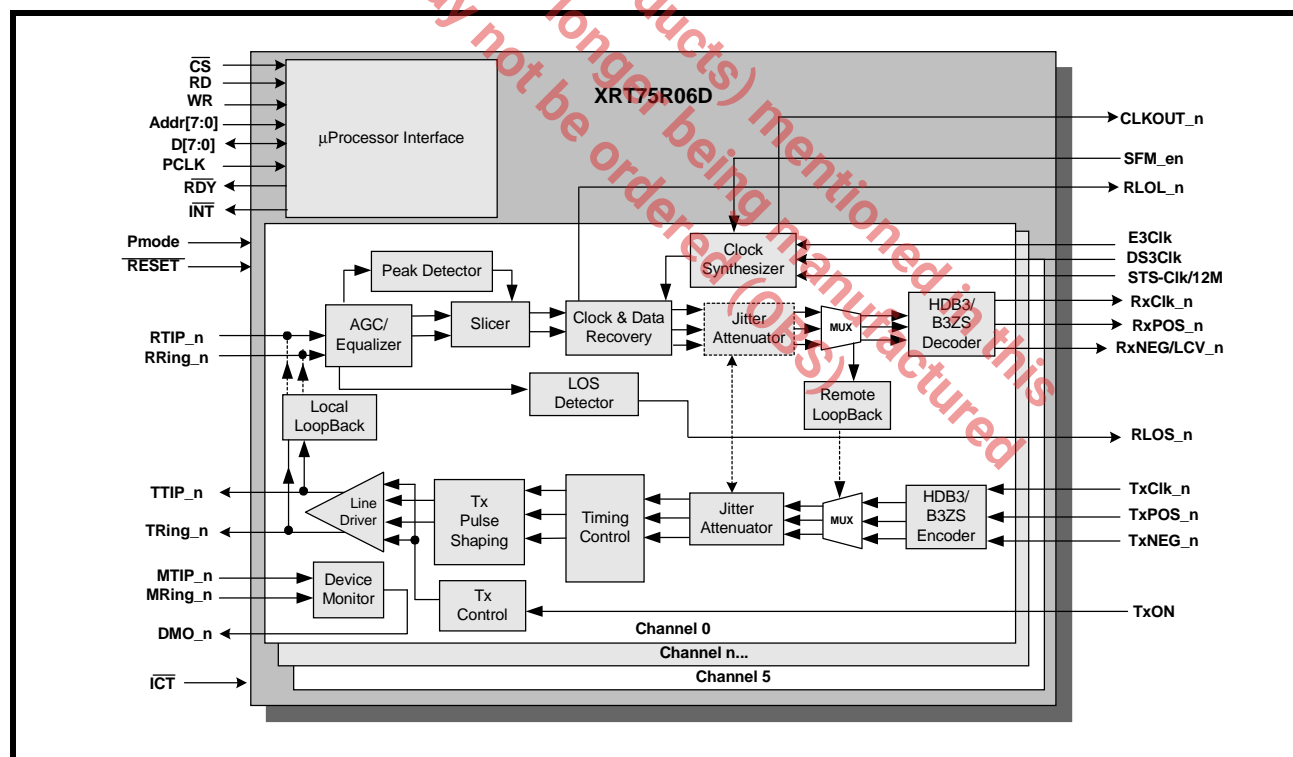 oducts) mentioned in this
longer being manufactured
ay not be ordered (OBS)
XRT75R06D
CS
RD
WR
Addr[7:0]
D[7:0]
PCLK
RDY
INT
µProcessor Interface
Pmode
RESET
CLKOUT_n
SFM_en
RLOL_n
E3Clk
DS3Clk
STS-Clk/12M
Clock
Synthesizer
Peak Detector
RTIP_n
RRing_n
AGC/
Equalizer
Slicer
Clock & Data
Recovery
Jitter
Attenuator
MUX
HDB3/
B3ZS
Decoder
RxClk_n
RxPOS_n
RxNEG/LCV_n
LOS
Detector
Remote
LoopBack
Local
LoopBack
RLOS_n
TTIP_n
TRing_n
Line
Driver
Tx
Pulse
Shaping
Timing
Control
Jitter
Attenuator
MUX
HDB3/
B3ZS
Encoder
TxClk_n
TxPOS_n
TxNEG_n
MTIP_n
MRing_n
Device
Monitor
Tx
Control
TxON
DMO_n
Channel 0
Channel n...
Channel 5
ICT